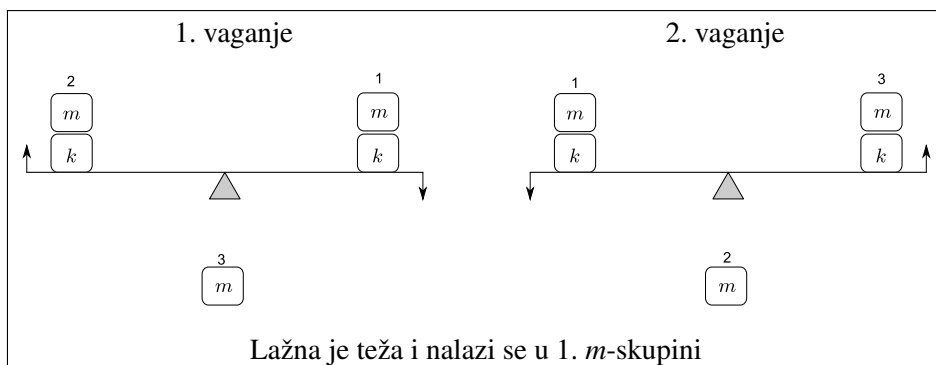 1. vaganje 2. vaganje
2 1 1 3
m m m m
k k k k
3 2
m m
Lažna je teža i nalazi se u 1. m-skupini